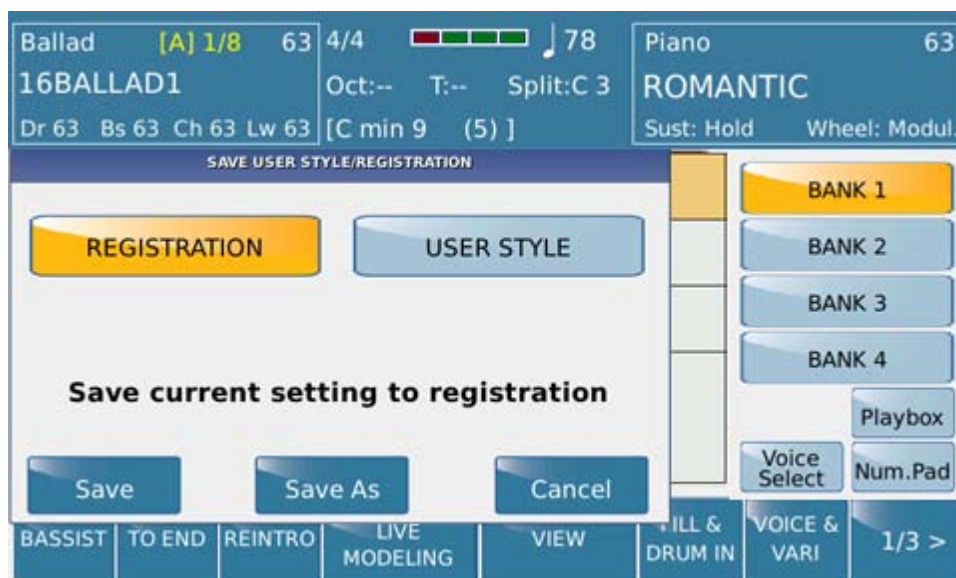 Ballad [A] 1/8 63
16BALLAD1
Dr 63 Bs 63 Ch 63 Lw 63
4/4 78
Oct:-- T:-- Split:C 3
[C min 9 (5) ]
Piano 63
ROMANTIC
Sust: Hold Wheel: Modul.
SAVE USER STYLE/REGISTRATION
REGISTRATION
USER STYLE
Save current setting to registration
Save
Save As
Cancel
BANK 1
BANK 2
BANK 3
BANK 4
Playbox
Voice
Select
Num.Pad
BASSIST
TO END
REINTRO
LIVE
MODELING
VIEW
FILL &
DRUM IN
VOICE &
VARI
1/3 >